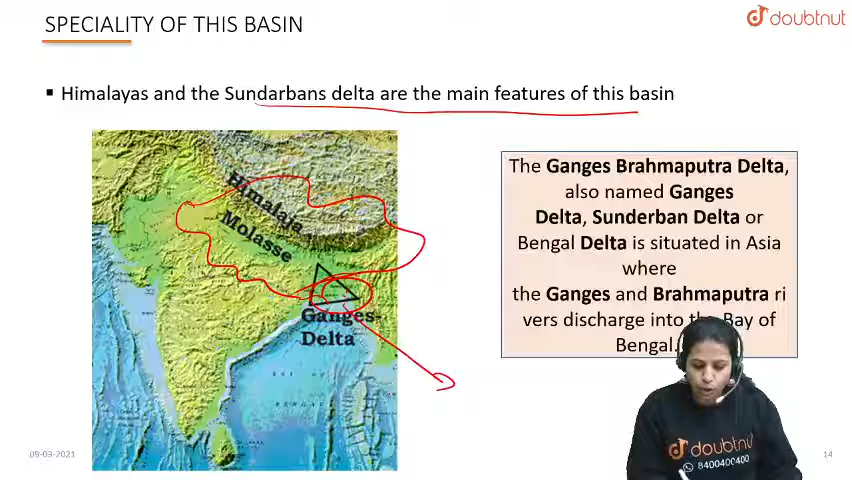 SPECIALITY OF THIS BASIN
doubtnut
▪ Himalayas and the Sundarbans delta are the main features of this basin
Himalaja
Molasse
Ganges-
Delta
The Ganges Brahmaputra Delta,
also named Ganges
Delta, Sunderban Delta or
Bengal Delta is situated in Asia
where
the Ganges and Brahmaputra ri
vers discharge into the Bay of
Bengal.
doubtnut
8400400400
09-03-2021
14